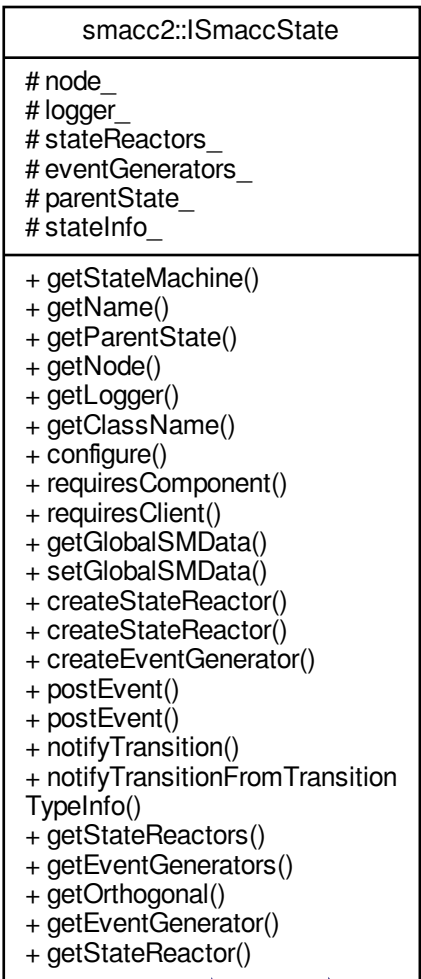 smacc2::ISmaccState
# node_
# logger_
# stateReactors_
# eventGenerators_
# parentState_
# stateInfo_
+ getStateMachine()
+ getName()
+ getParentState()
+ getNode()
+ getLogger()
+ getClassName()
+ configure()
+ requiresComponent()
+ requiresClient()
+ getGlobalSMData()
+ setGlobalSMData()
+ createStateReactor()
+ createStateReactor()
+ createEventGenerator()
+ postEvent()
+ postEvent()
+ notifyTransition()
+ notifyTransitionFromTransition
TypeInfo()
+ getStateReactors()
+ getEventGenerators()
+ getOrthogonal()
+ getEventGenerator()
+ getStateReactor()